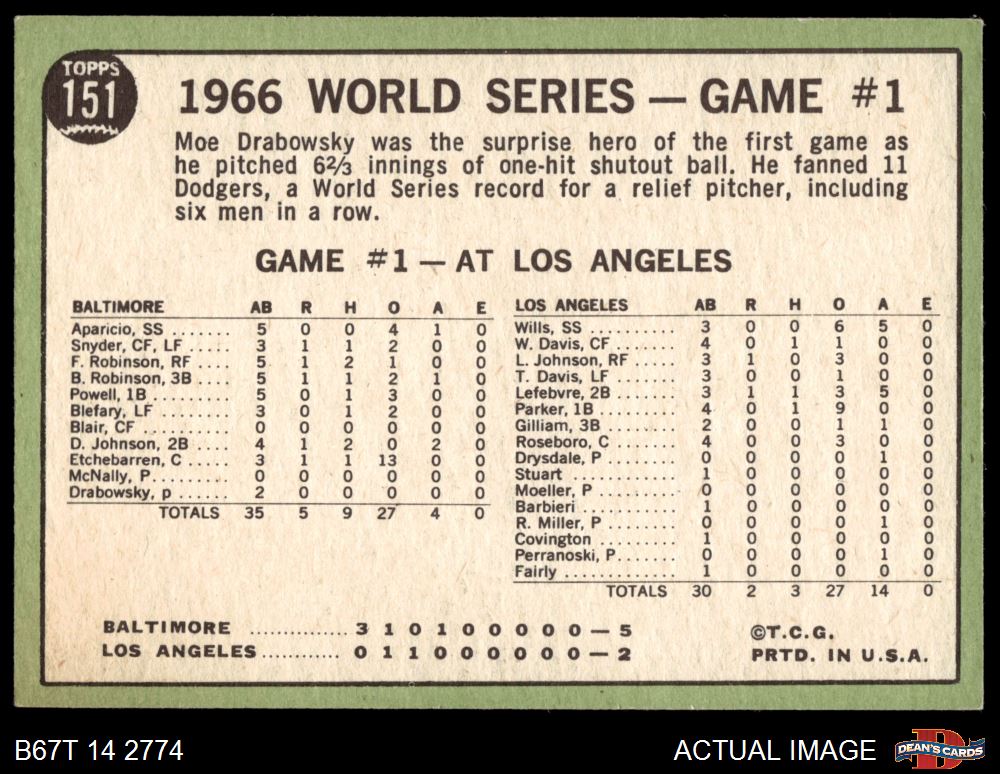 TOPPS
151
1966 WORLD SERIES — GAME #1
Moe Drabowsky was the surprise hero of the first game as
he pitched 6⅔ innings of one-hit shutout ball. He fanned 11
Dodgers, a World Series record for a relief pitcher, including
six men in a row.
GAME #1 — AT LOS ANGELES
BALTIMORE AB R H O A E
Aparicio, SS ....... 5 0 0 4 1 0
Snyder, CF, LF ..... 3 1 1 2 0 0
F. Robinson, RF .... 5 1 2 1 0 0
B. Robinson, 3B .... 5 1 1 2 1 0
Powell, 1B ......... 5 0 1 3 0 0
Blefary, LF ........ 3 0 1 2 0 0
Blair, CF .......... 0 0 0 0 0 0
D. Johnson, 2B ..... 4 1 2 0 2 0
Etchebarren, C ..... 3 1 1 13 0 0
McNally, P.......... 0 0 0 0 0 0
Drabowsky, p ....... 2 0 0 0 0 0
TOTALS 35 5 9 27 4 0
LOS ANGELES AB R H O A E
Wills, SS .......... 3 0 0 6 5 0
W. Davis, CF ....... 4 0 1 1 0 0
L. Johnson, RF ..... 3 1 0 3 0 0
T. Davis, LF ....... 3 0 0 1 0 0
Lefebvre, 2B ....... 3 1 1 3 5 0
Parker, 1B ......... 4 0 1 9 0 0
Gilliam, 3B ........ 2 0 0 1 1 0
Roseboro, C ........ 4 0 0 3 0 0
Drysdale, P ........ 0 0 0 0 1 0
Stuart ............. 1 0 0 0 0 0
Moeller, P ......... 0 0 0 0 0 0
Barbieri ........... 1 0 0 0 0 0
R. Miller, P ....... 0 0 0 0 1 0
Covington .......... 1 0 0 0 0 0
Perranoski, P....... 0 0 0 0 1 0
Fairly ............. 1 0 0 0 0 0
TOTALS 30 2 3 27 14 0
BALTIMORE .............. 3 1 0 1 0 0 0 0 0 — 5
LOS ANGELES............ 0 1 1 0 0 0 0 0 0 — 2
©T.C.G.
PRTD. IN U.S.A.
B67T 14 2774
ACTUAL IMAGE
D
DEAN'S CARDS